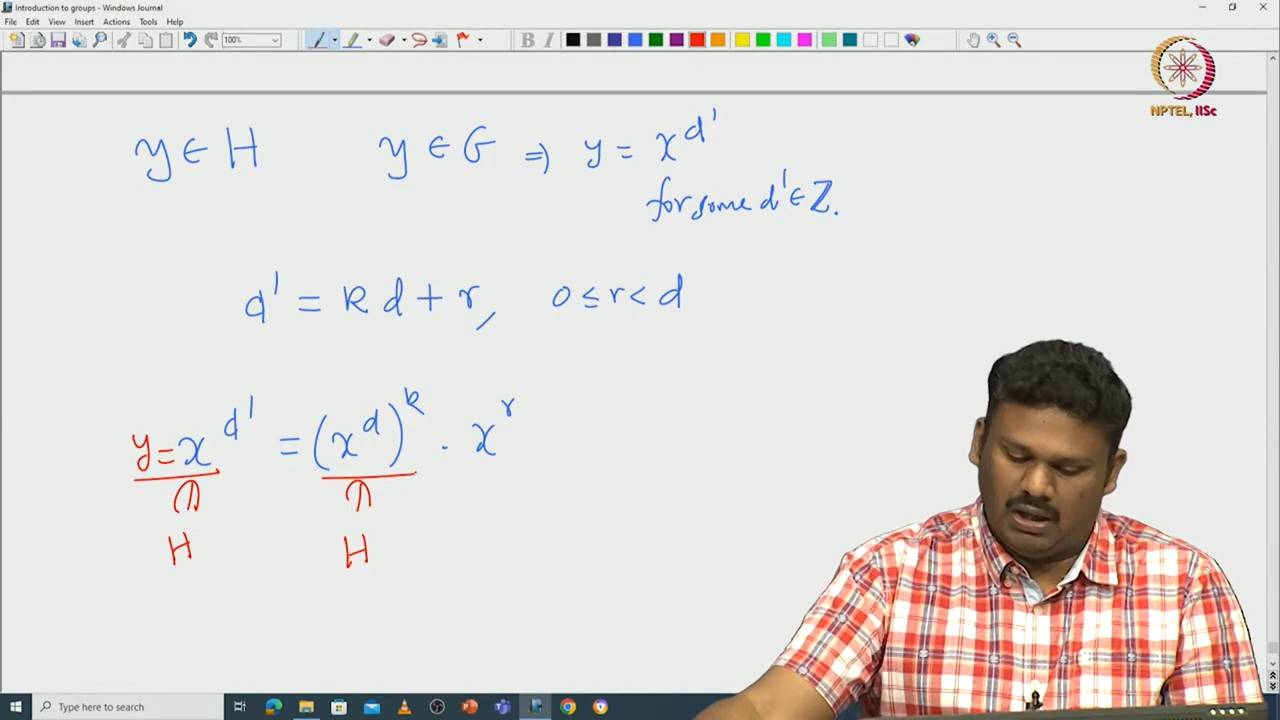 Introduction to groups - Windows Journal
File Edit View Insert Actions Tools Help
100%
NPTEL, IISc
y ∈ H y ∈ G ⇒ y = x^{d'}
for some d' ∈ ℤ.
d' = k d + r, 0 ≤ r < d
y = x^{d'} = (x^d)^k . x^r
H H
Type here to search